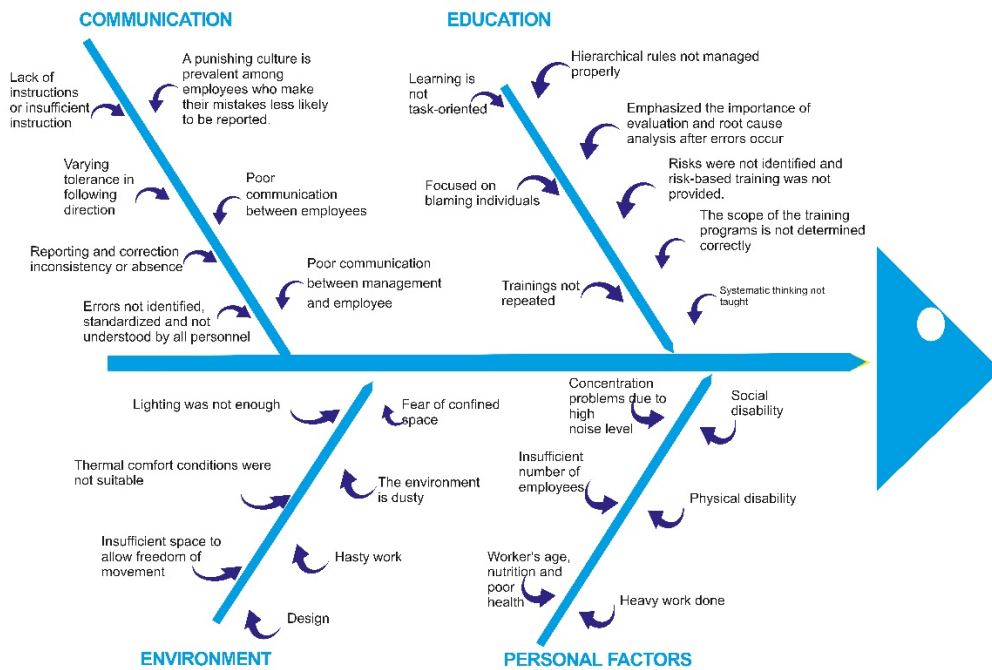 COMMUNICATION
Lack of
instructions
or insufficient
instruction
A punishing culture is
prevalent among
employees who make
their mistakes less likely
to be reported.
Varying
tolerance in
following
direction
Poor
communication
between employees
Reporting and correction
inconsistency or absence
Poor communication
between management
and employee
Errors not identified,
standardized and not
understood by all personnel
EDUCATION
Learning is
not
task-oriented
Hierarchical rules not managed
properly
Emphasized the importance of
evaluation and root cause
analysis after errors occur
Focused on
blaming individuals
Risks were not identified and
risk-based training was not
provided.
The scope of the training
programs is not determined
correctly
Trainings not
repeated
Systematic thinking not
taught
Lighting was not enough
Fear of confined
space
Thermal comfort conditions were
not suitable
The environment
is dusty
Insufficient space to
allow freedom of
movement
Hasty work
Design
ENVIRONMENT
Concentration
problems due to
high
noise level
Social
disability
Insufficient
number of
employees
Physical disability
Worker's age,
nutrition and
poor
health
Heavy work done
PERSONAL FACTORS